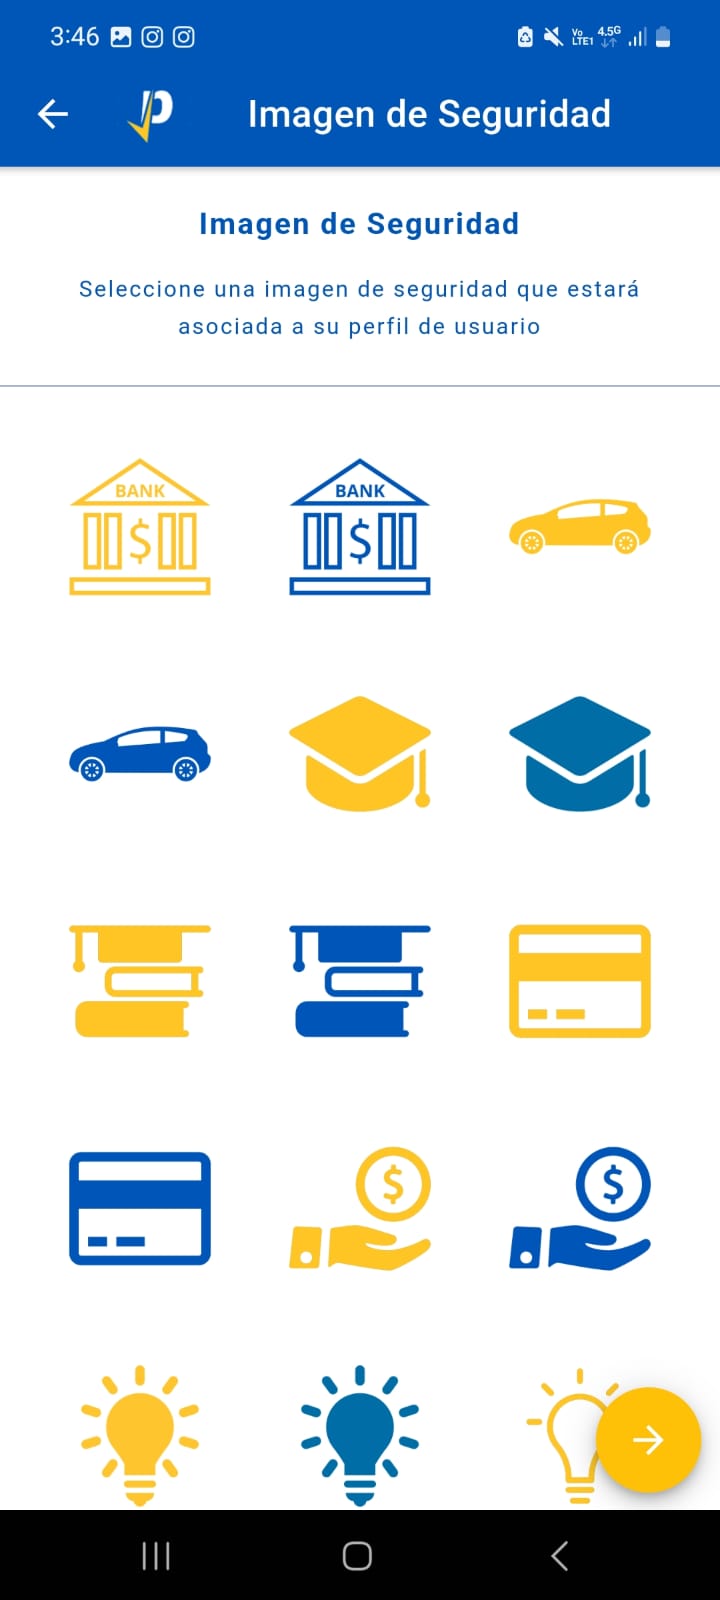 3:46
Vo
LTE1
4.5G
Imagen de Seguridad
Imagen de Seguridad
Seleccione una imagen de seguridad que estará
asociada a su perfil de usuario
BANK
$
BANK
$
$
$